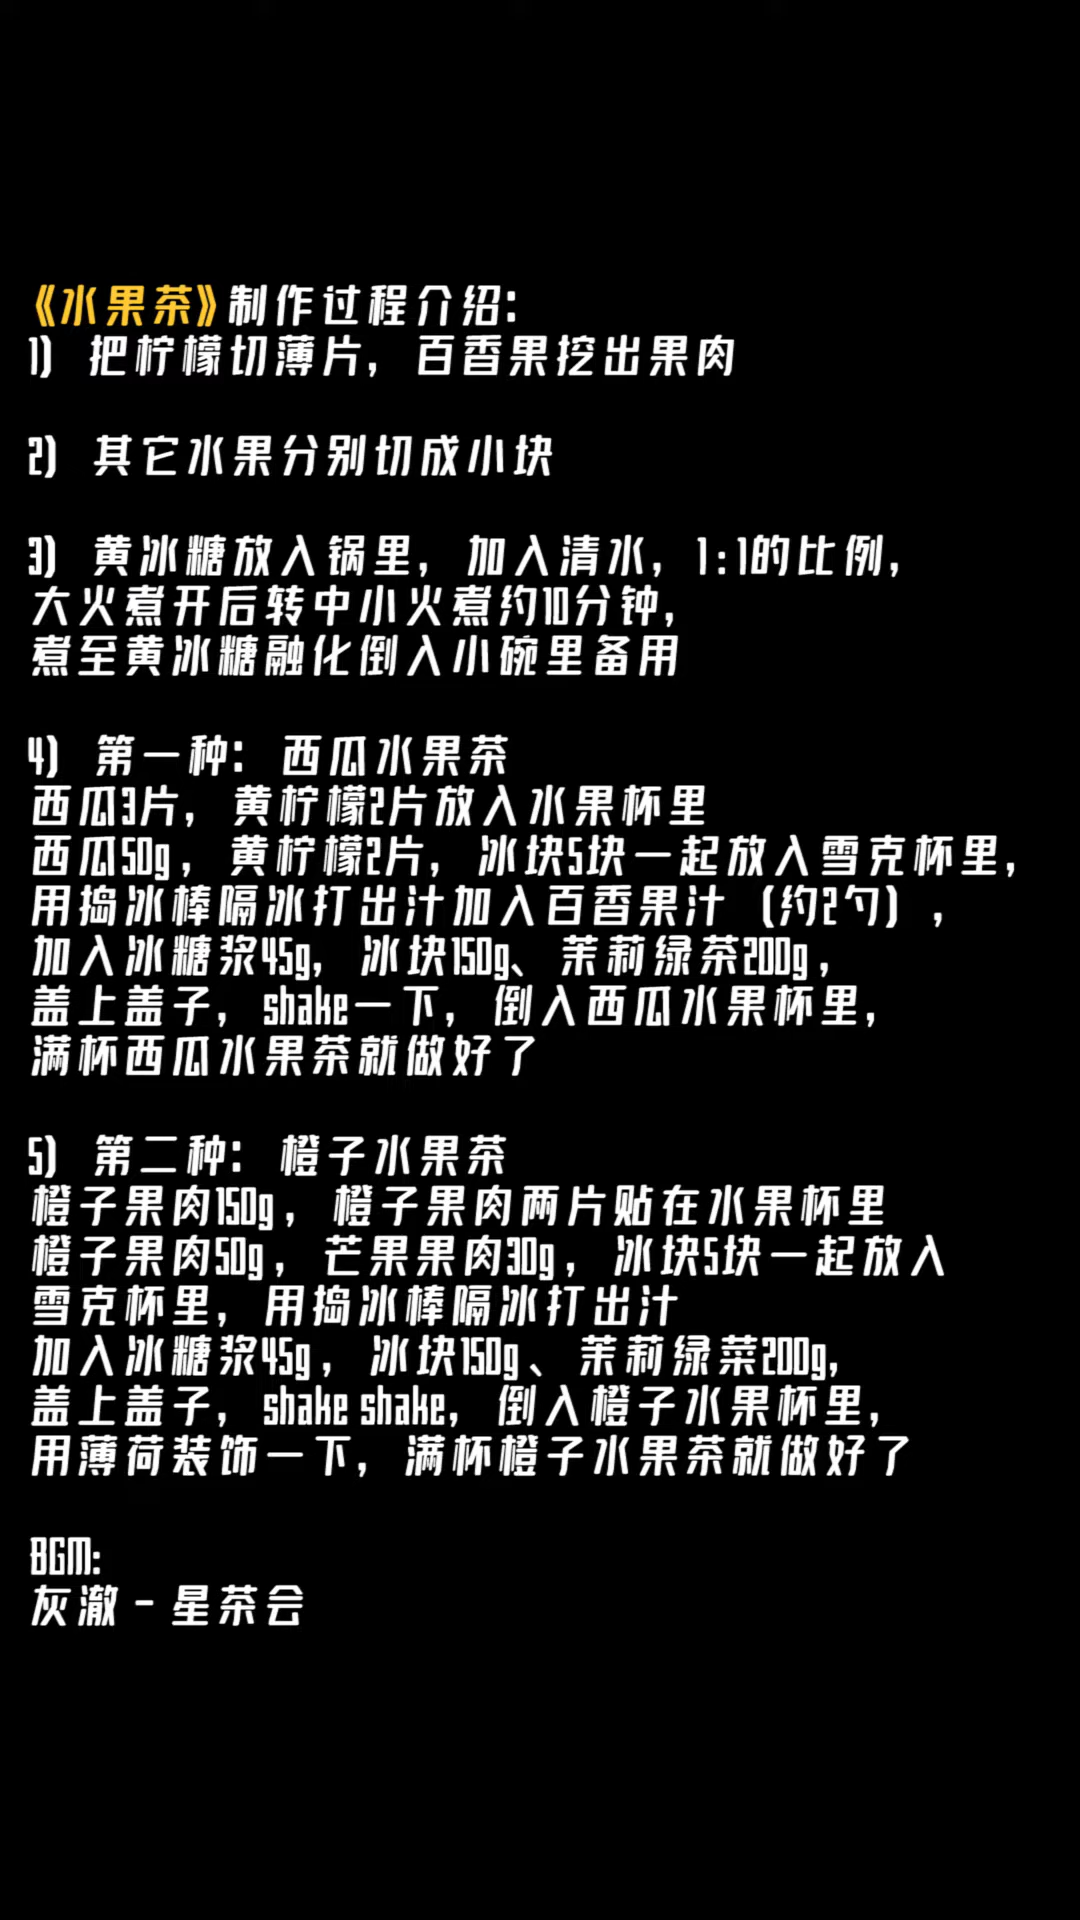 《水果茶》制作过程介绍：
1） 把柠檬切薄片，百香果挖出果肉
2） 其它水果分别切成小块
3） 黄冰糖放入锅里，加入清水，1:1的比例，
大火煮开后转中小火煮约10分钟，
煮至黄冰糖融化倒入小碗里备用
4） 第一种：西瓜水果茶
西瓜3片，黄柠檬2片放入水果杯里
西瓜50g，黄柠檬2片，冰块5块一起放入雪克杯里，
用捣冰棒隔冰打出汁加入百香果汁（约2勺），
加入冰糖浆45g，冰块150g、茉莉绿茶200g，
盖上盖子，shake一下，倒入西瓜水果杯里，
满杯西瓜水果茶就做好了
5） 第二种：橙子水果茶
橙子果肉150g，橙子果肉两片贴在水果杯里
橙子果肉50g，芒果果肉30g，冰块5块一起放入
雪克杯里，用捣冰棒隔冰打出汁
加入冰糖浆45g，冰块150g、茉莉绿菜200g，
盖上盖子，shake shake，倒入橙子水果杯里，
用薄荷装饰一下，满杯橙子水果茶就做好了
BGM：
灰澈 - 星茶会